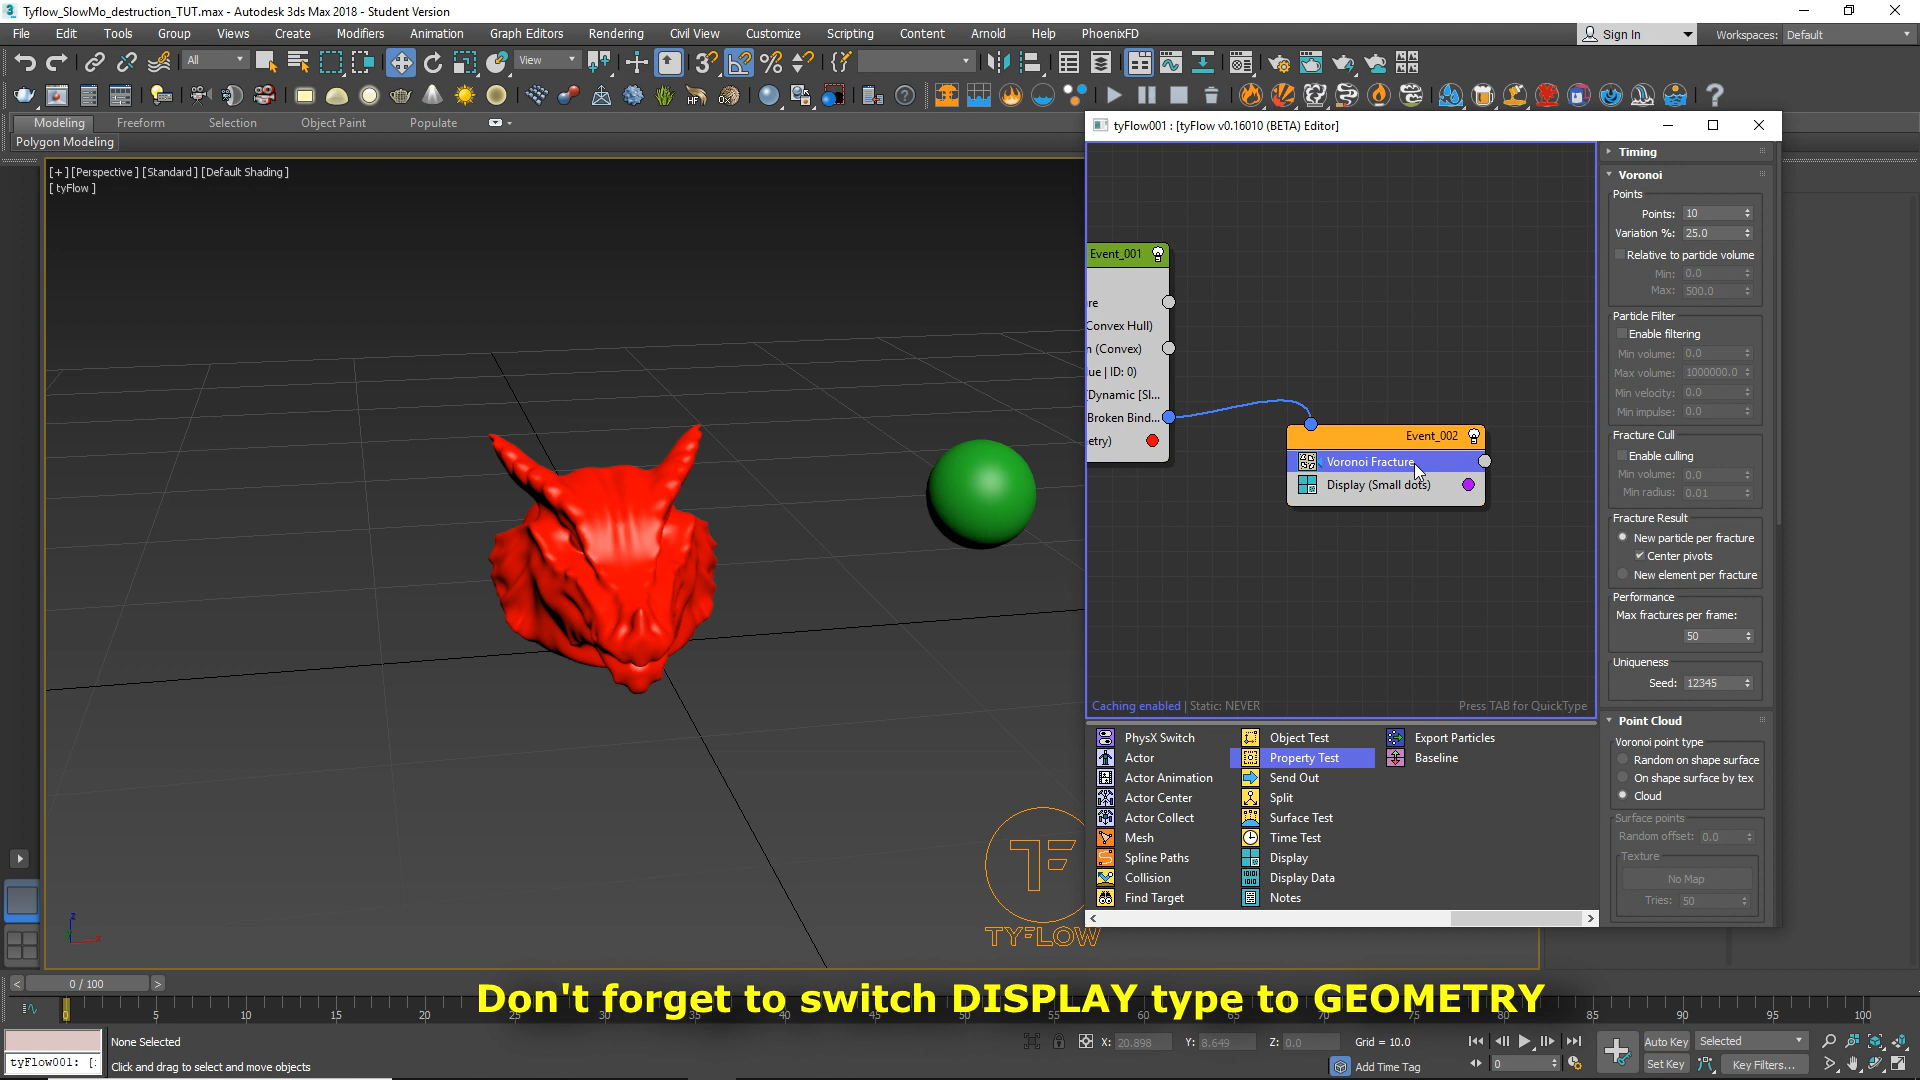 Tyflow_SlowMo_destruction_TUT.max - Autodesk 3ds Max 2018 - Student Version
File Edit Tools Group Views Create Modifiers Animation Graph Editors Rendering Civil View Customize Scripting Content Arnold Help PhoenixFD
Sign In Workspaces: Default
All View
Modeling Freeform Selection Object Paint Populate
Polygon Modeling
[+] [Perspective ] [Standard ] [Default Shading ]
[ tyFlow ]
tyFlow001 : [tyFlow v0.16010 (BETA) Editor]
Event_001
re
Convex Hull)
n (Convex)
ue | ID: 0)
Dynamic [Sl...
Broken Bind...
etry)
Event_002
Voronoi Fracture
Display (Small dots)
Caching enabled | Static: NEVER
Press TAB for QuickType
Timing
Voronoi
Points
Points: 10
Variation %: 25.0
Relative to particle volume
Min: 0.0
Max: 500.0
Particle Filter
Enable filtering
Min volume: 0.0
Max volume: 1000000.0
Min velocity: 0.0
Min impulse: 0.0
Fracture Cull
Enable culling
Min volume: 0.0
Min radius: 0.01
Fracture Result
New particle per fracture
Center pivots
New element per fracture
Performance
Max fractures per frame:
50
Uniqueness
Seed: 12345
Point Cloud
Voronoi point type
Random on shape surface
On shape surface by tex
Cloud
Surface points
Random offset: 0.0
Texture
No Map
Tries: 50
PhysX Switch Object Test Export Particles
Actor Property Test Baseline
Actor Animation Send Out
Actor Center Split
Actor Collect Surface Test
Mesh Time Test
Spline Paths Display
Collision Display Data
Find Target Notes
TYFLOW
0 / 100
Don't forget to switch DISPLAY type to GEOMETRY
0 5 10 15 20 85 90 95 100
None Selected
X: 20.898 Y: 8.649 Z: 0.0 Grid = 10.0
Auto Key Selected
tyFlow001: [:
Click and drag to select and move objects
Add Time Tag
0
Set Key Key Filters...